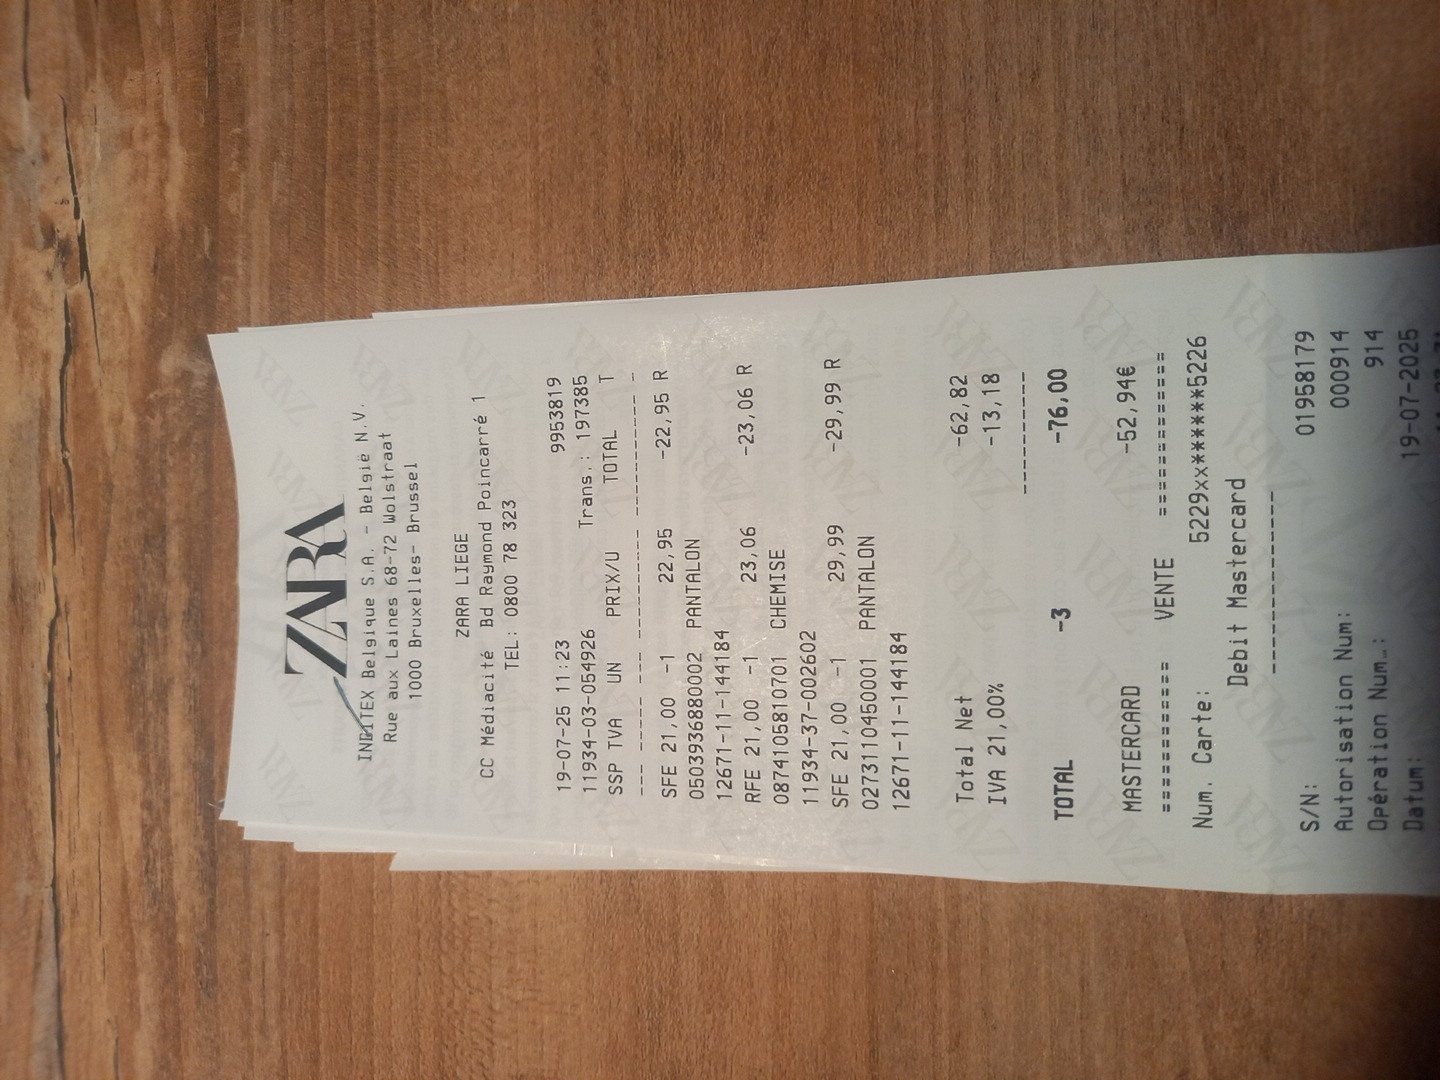 ZARA
INDITEX Belgique S.A. - België N.V.
Rue aux Laines 68-72 Wolstraat
1000 Bruxelles- Brussel
ZARA LIEGE
CC Médiacité Bd Raymond Poincarré 1
TEL: 0800 78 323
19-07-25 11:23 9953819
11934-03-054926 Trans.: 197385
SSP TVA UN PRIX/U TOTAL T
--- ---- --- -------- --------- -
SFE 21,00 -1 22,95 -22,95 R
05039368800​02 PANTALON
12671-11-144184
RFE 21,00 -1 23,06 -23,06 R
0874105810701 CHEMISE
11934-37-002602
SFE 21,00 -1 29,99 -29,99 R
0273110450001 PANTALON
12671-11-144184
Total Net -62,82
IVA 21,00% -13,18
-----------
TOTAL -3 -76,00
MASTERCARD -52,94€
=========== VENTE ============
Num. Carte: 5229xx******5226
Debit Mastercard
----------------
S/N: 01958179
Autorisation Num: 000914
Opération Num.: 914
Datum: 19-07-2025